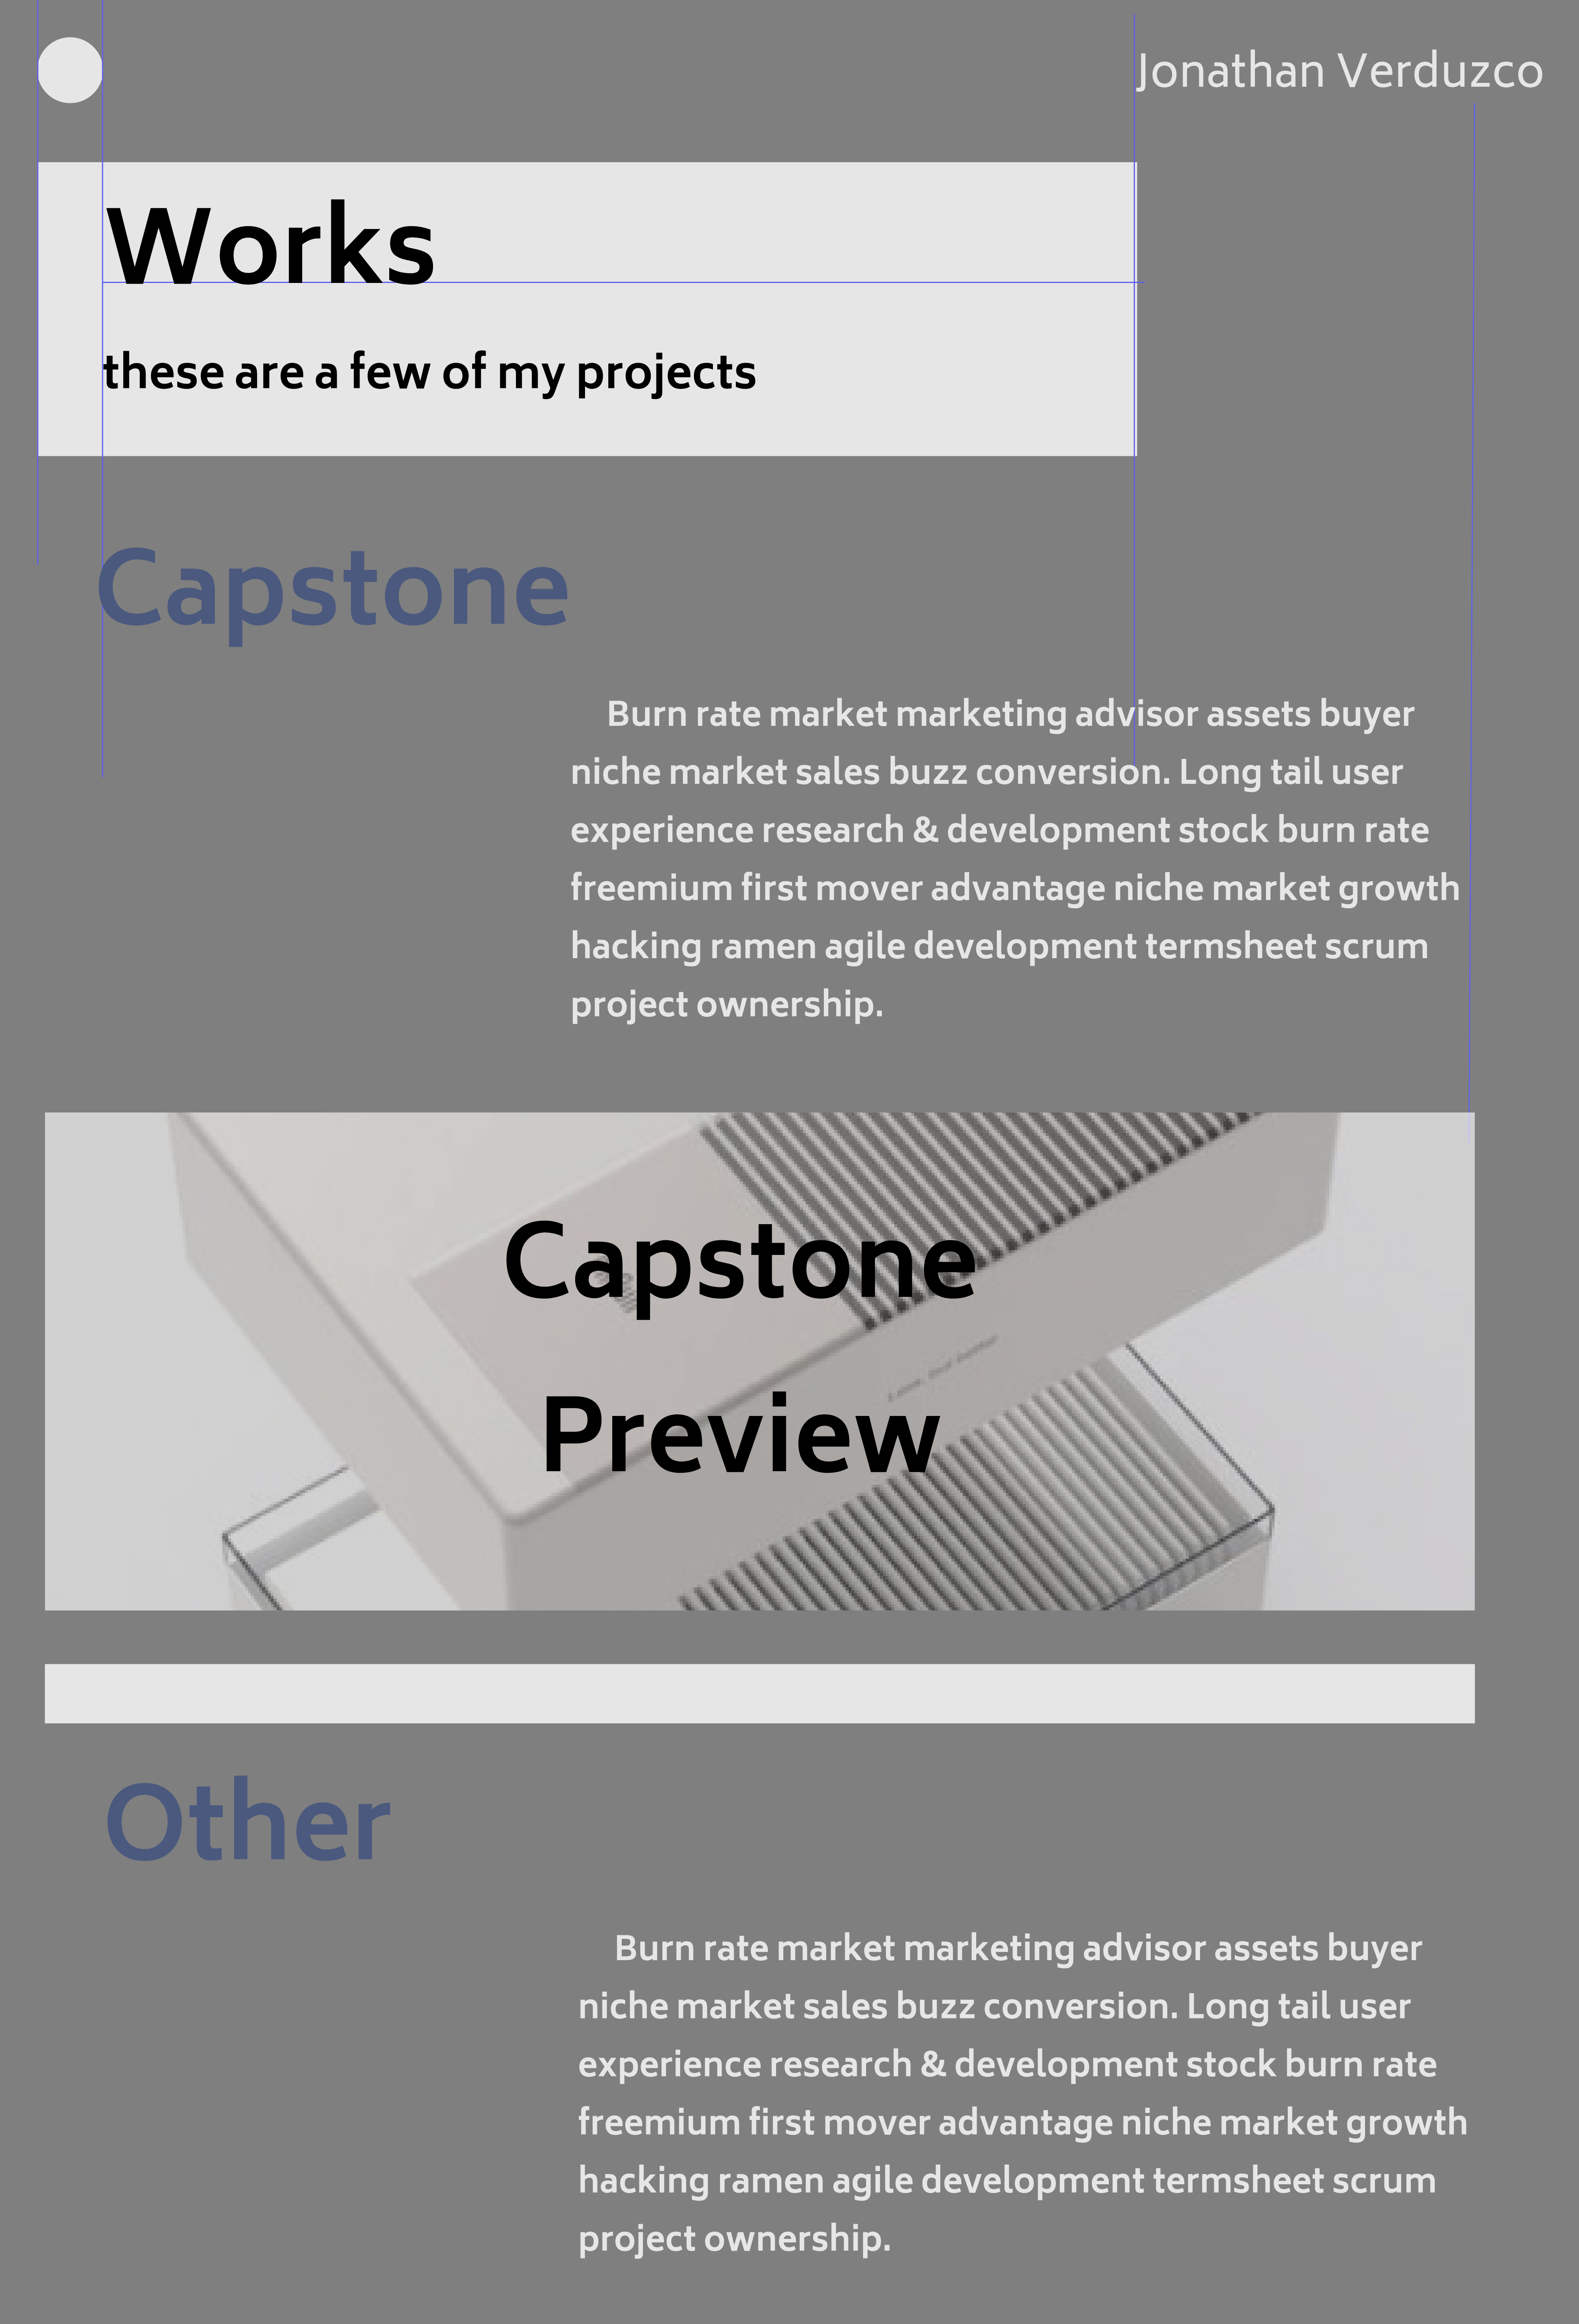 Jonathan Verduzco
Works
these are a few of my projects
Capstone
Burn rate market marketing advisor assets buyer
niche market sales buzz conversion. Long tail user
experience research & development stock burn rate
freemium first mover advantage niche market growth
hacking ramen agile development termsheet scrum
project ownership.
Capstone
Preview
Other
Burn rate market marketing advisor assets buyer
niche market sales buzz conversion. Long tail user
experience research & development stock burn rate
freemium first mover advantage niche market growth
hacking ramen agile development termsheet scrum
project ownership.